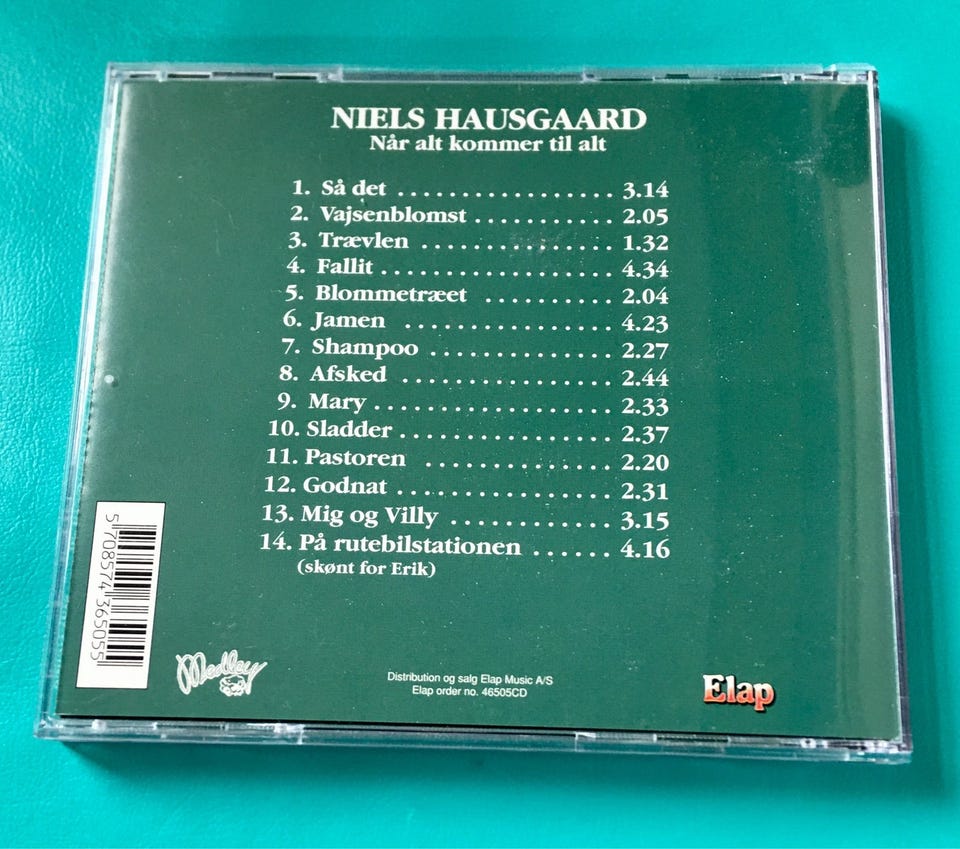 NIELS HAUSGAARD
Når alt kommer til alt
1. Så det ................. 3.14
2. Vajsenblomst ........... 2.05
3. Trævlen ............... 1.32
4. Fallit .................. 4.34
5. Blommetræet .......... 2.04
6. Jamen ................ 4.23
7. Shampoo .............. 2.27
8. Afsked ................ 2.44
9. Mary ................... 2.33
10. Sladder ................. 2.37
11. Pastoren ............... 2.20
12. Godnat ................. 2.31
13. Mig og Villy ............. 3.15
14. På rutebilstationen ...... 4.16
(skønt for Erik)
5708574 365055
Medley
Distribution og salg Elap Music A/S
Elap order no. 46505CD
Elap